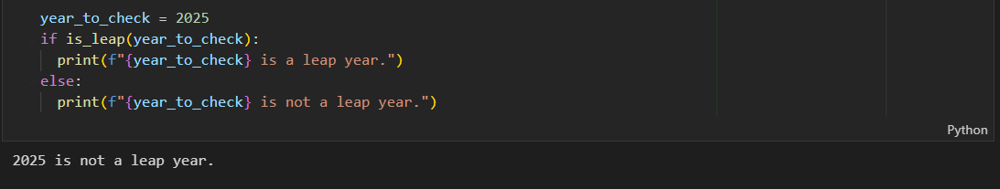 year_to_check = 2025
if is_leap(year_to_check):
  print(f"{year_to_check} is a leap year.")
else:
  print(f"{year_to_check} is not a leap year.")
Python
2025 is not a leap year.